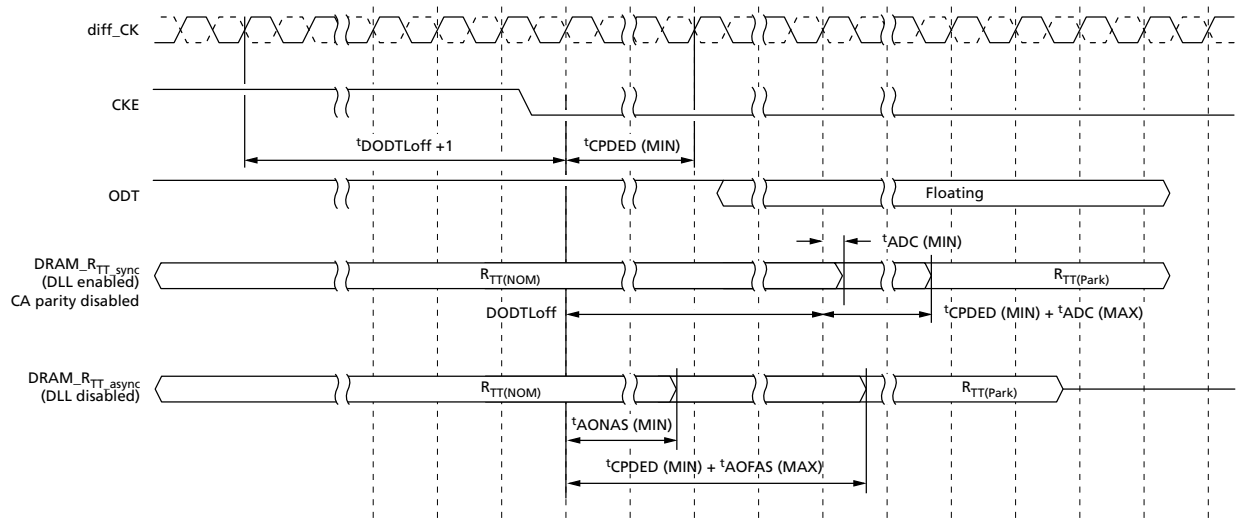 diff_CK
CKE
tDODTLoff +1
tCPDED (MIN)
ODT
Floating
tADC (MIN)
DRAM_RTT_sync
(DLL enabled)
CA parity disabled
RTT(NOM)
RTT(Park)
DODTLoff
tCPDED (MIN) + tADC (MAX)
DRAM_RTT_async
(DLL disabled)
RTT(NOM)
RTT(Park)
tAONAS (MIN)
tCPDED (MIN) + tAOFAS (MAX)